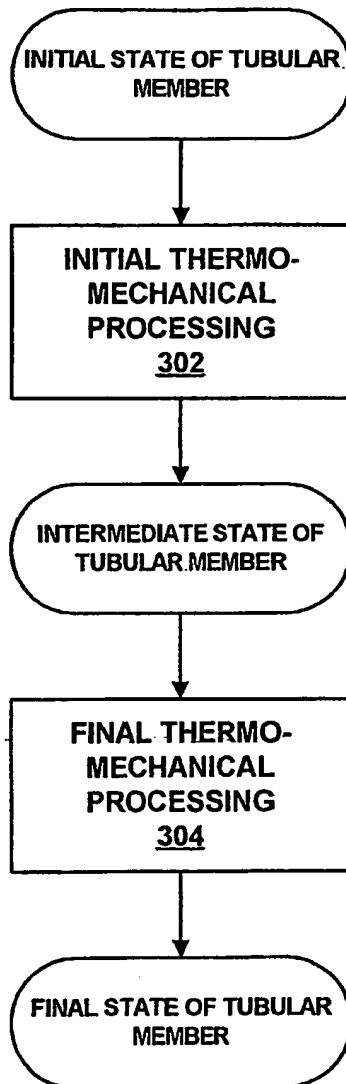 INITIAL STATE OF TUBULAR
MEMBER
INITIAL THERMO-
MECHANICAL
PROCESSING
302
INTERMEDIATE STATE OF
TUBULAR MEMBER
FINAL THERMO-
MECHANICAL
PROCESSING
304
FINAL STATE OF TUBULAR
MEMBER